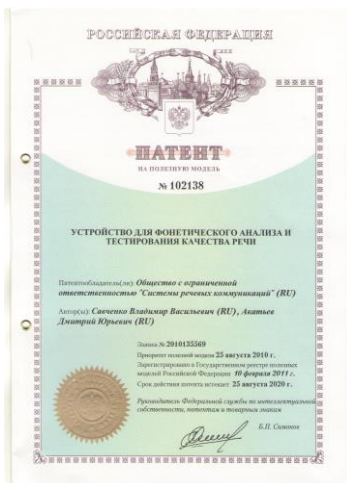 РОССИЙСКАЯ ФЕДЕРАЦИЯ
ПАТЕНТ
НА ПОЛЕЗНУЮ МОДЕЛЬ
№ 102138
УСТРОЙСТВО ДЛЯ ФОНЕТИЧЕСКОГО АНАЛИЗА И
ТЕСТИРОВАНИЯ КАЧЕСТВА РЕЧИ
Патентообладатель(ли): Общество с ограниченной
ответственностью "Системы речевых коммуникаций" (RU)
Автор(ы): Савченко Владимир Васильевич (RU), Акатьев
Дмитрий Юрьевич (RU)
Заявка № 2010135569
Приоритет полезной модели 25 августа 2010 г.
Зарегистрировано в Государственном реестре полезных
моделей Российской Федерации 10 февраля 2011 г.
Срок действия патента истекает 25 августа 2020 г.
Руководитель Федеральной службы по интеллектуальной
собственности, патентам и товарным знакам
Б.П. Симонов